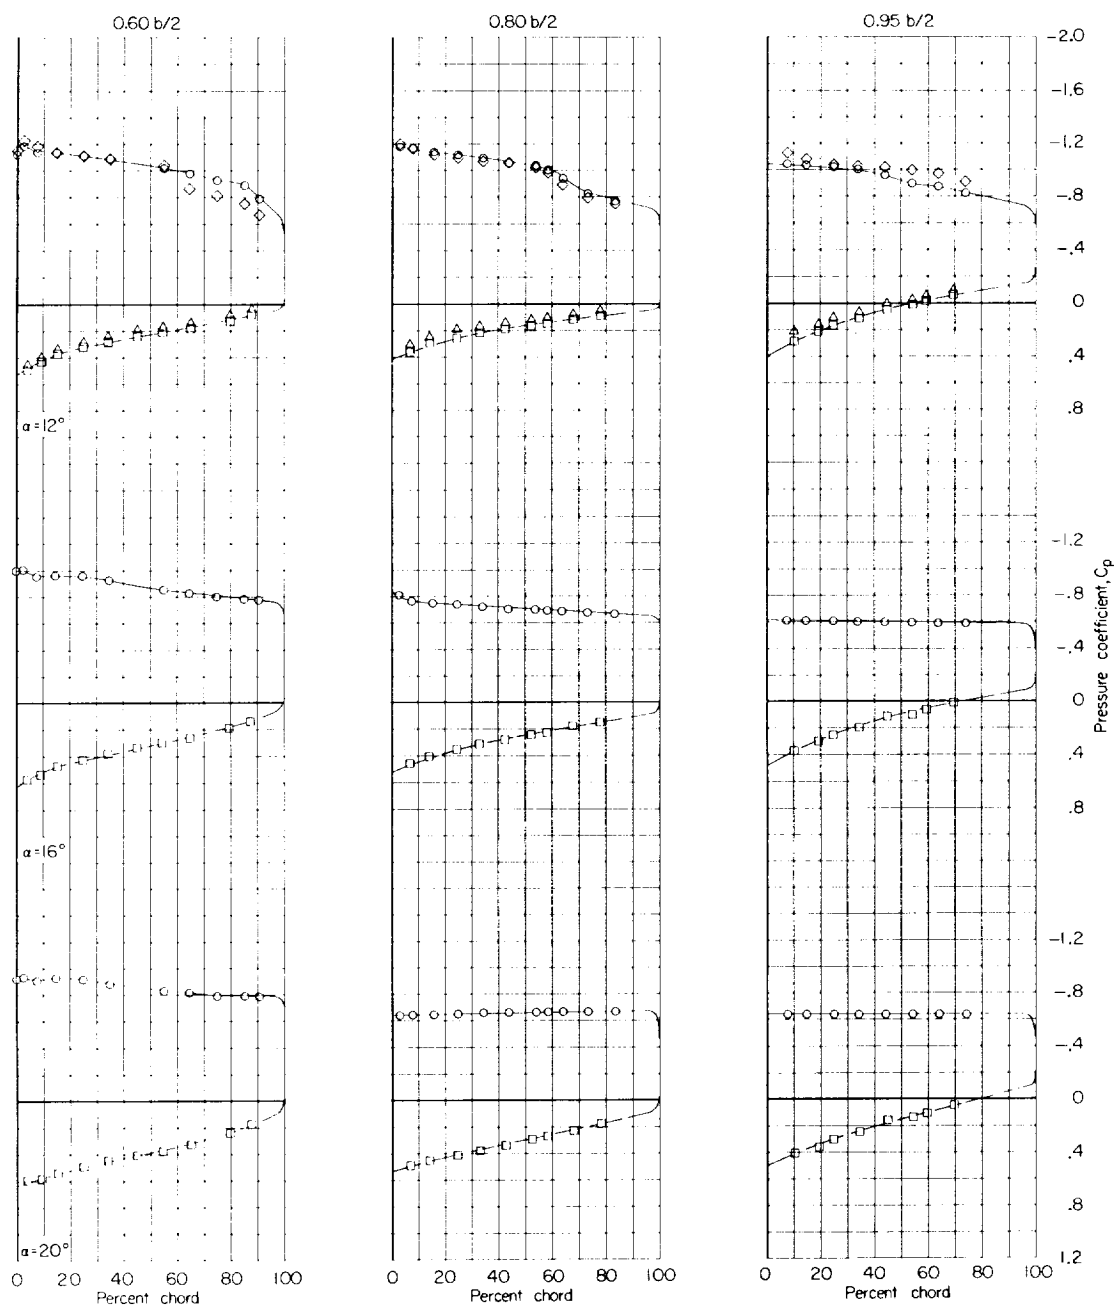 0.60 b/2
0.80 b/2
0.95 b/2
-2.0
-1.6
-1.2
-.8
-.4
0
.4
.8
α=12°
-1.2
-.8
-.4
0
.4
.8
α=16°
-1.2
-.8
-.4
0
.4
.8
1.2
α=20°
Pressure coefficient, Cp
0 20 40 60 80 100
Percent chord
0 20 40 60 80 100
Percent chord
0 20 40 60 80 100
Percent chord